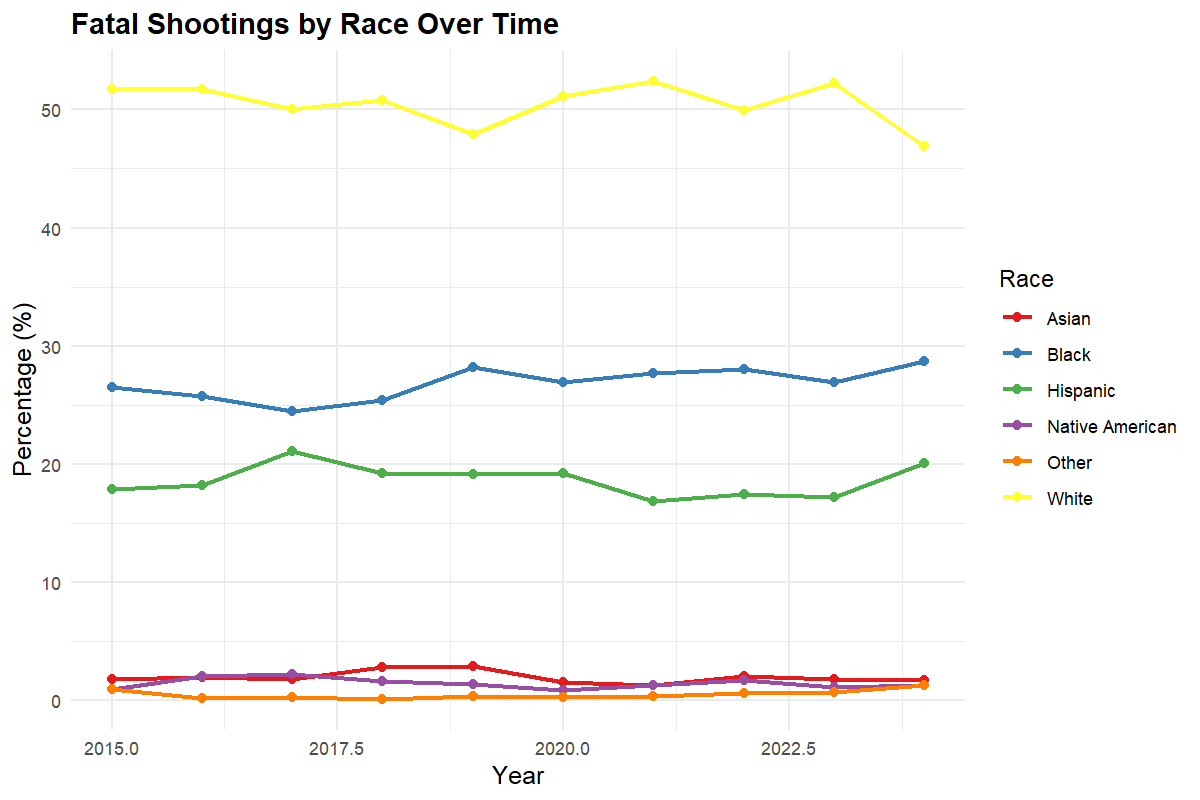 Fatal Shootings by Race Over Time
Percentage (%)
50
40
30
20
10
0
2015.0
2017.5
2020.0
2022.5
Year
Race
Asian
Black
Hispanic
Native American
Other
White